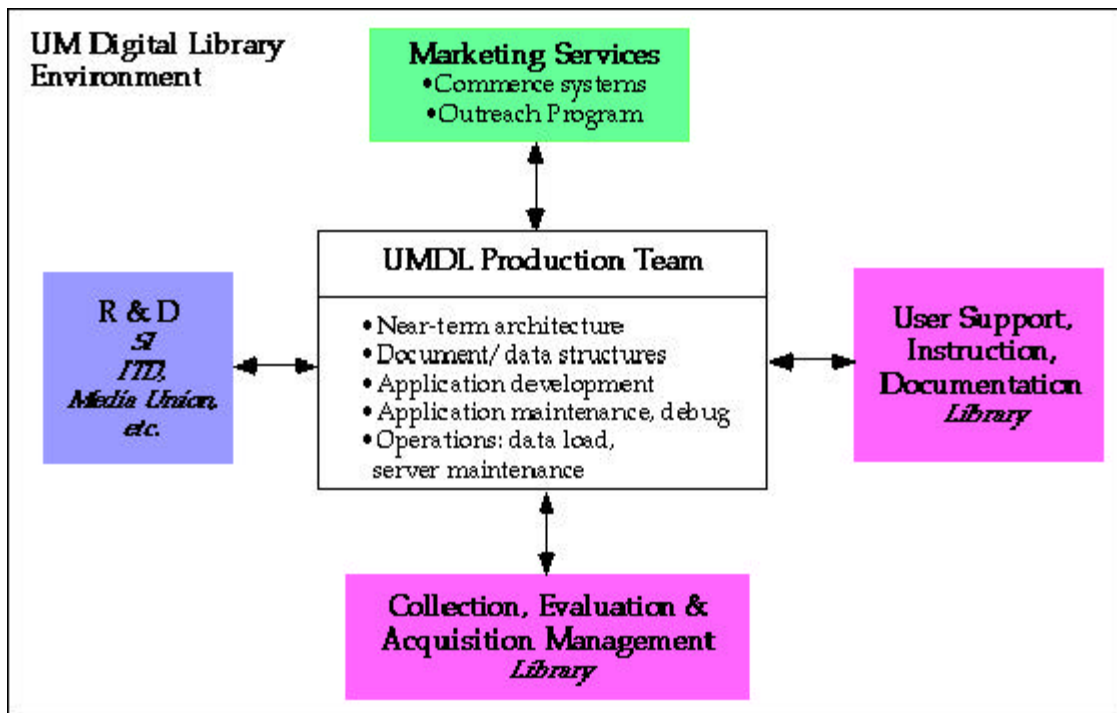 UM Digital Library
Environment
Marketing Services
•Commerce systems
•Outreach Program
UMDL Production Team
•Near-term architecture
•Document/ data structures
•Application development
•Application maintenance, debug
•Operations: data load,
server maintenance
R & D
SI
ITD,
Media Union,
etc.
User Support,
Instruction,
Documentation
Library
Collection, Evaluation &
Acquisition Management
Library